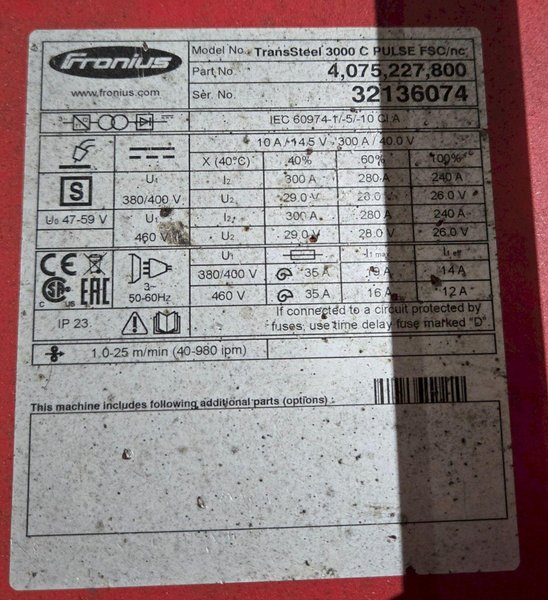 Fronius
www.fronius.com
Model No. TransSteel 3000 C PULSE FSC/nc
Part No. 4,075,227,800
Ser. No. 32136074
IEC 60974-1/-5/-10 Cl.A
10 A / 14.5 V - 300 A / 40.0 V
X (40°C) 40% 60% 100%
S U1 I2 300 A 280 A 240 A
380/400 V U2 29.0 V 28.0 V 26.0 V
U0 47-59 V U1 I2 300 A 280 A 240 A
460 V U2 29.0 V 28.0 V 26.0 V
CE U1 I1 max I1 eff
380/400 V 35 A 19 A 14 A
C SA US EAC 3~ 50-60Hz 460 V 35 A 16 A 12 A
IP 23 If connected to a circuit protected by
fuses, use time delay fuse marked "D"
1.0-25 m/min (40-980 ipm)
This machine includes following additional parts (options) :